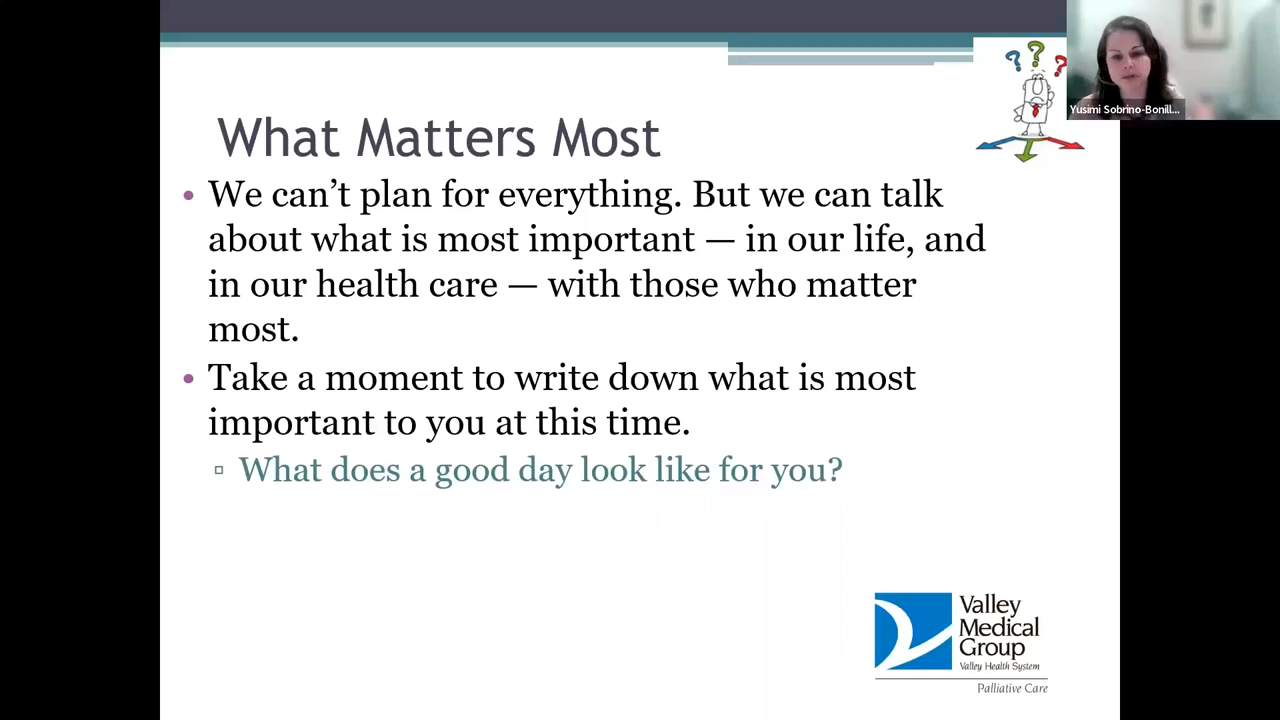 Yusimi Sobrino-Bonill...
What Matters Most
• We can’t plan for everything. But we can talk
about what is most important — in our life, and
in our health care — with those who matter
most.
• Take a moment to write down what is most
important to you at this time.
▫ What does a good day look like for you?
Valley
Medical
Group
Valley Health System
Palliative Care
? ? ?